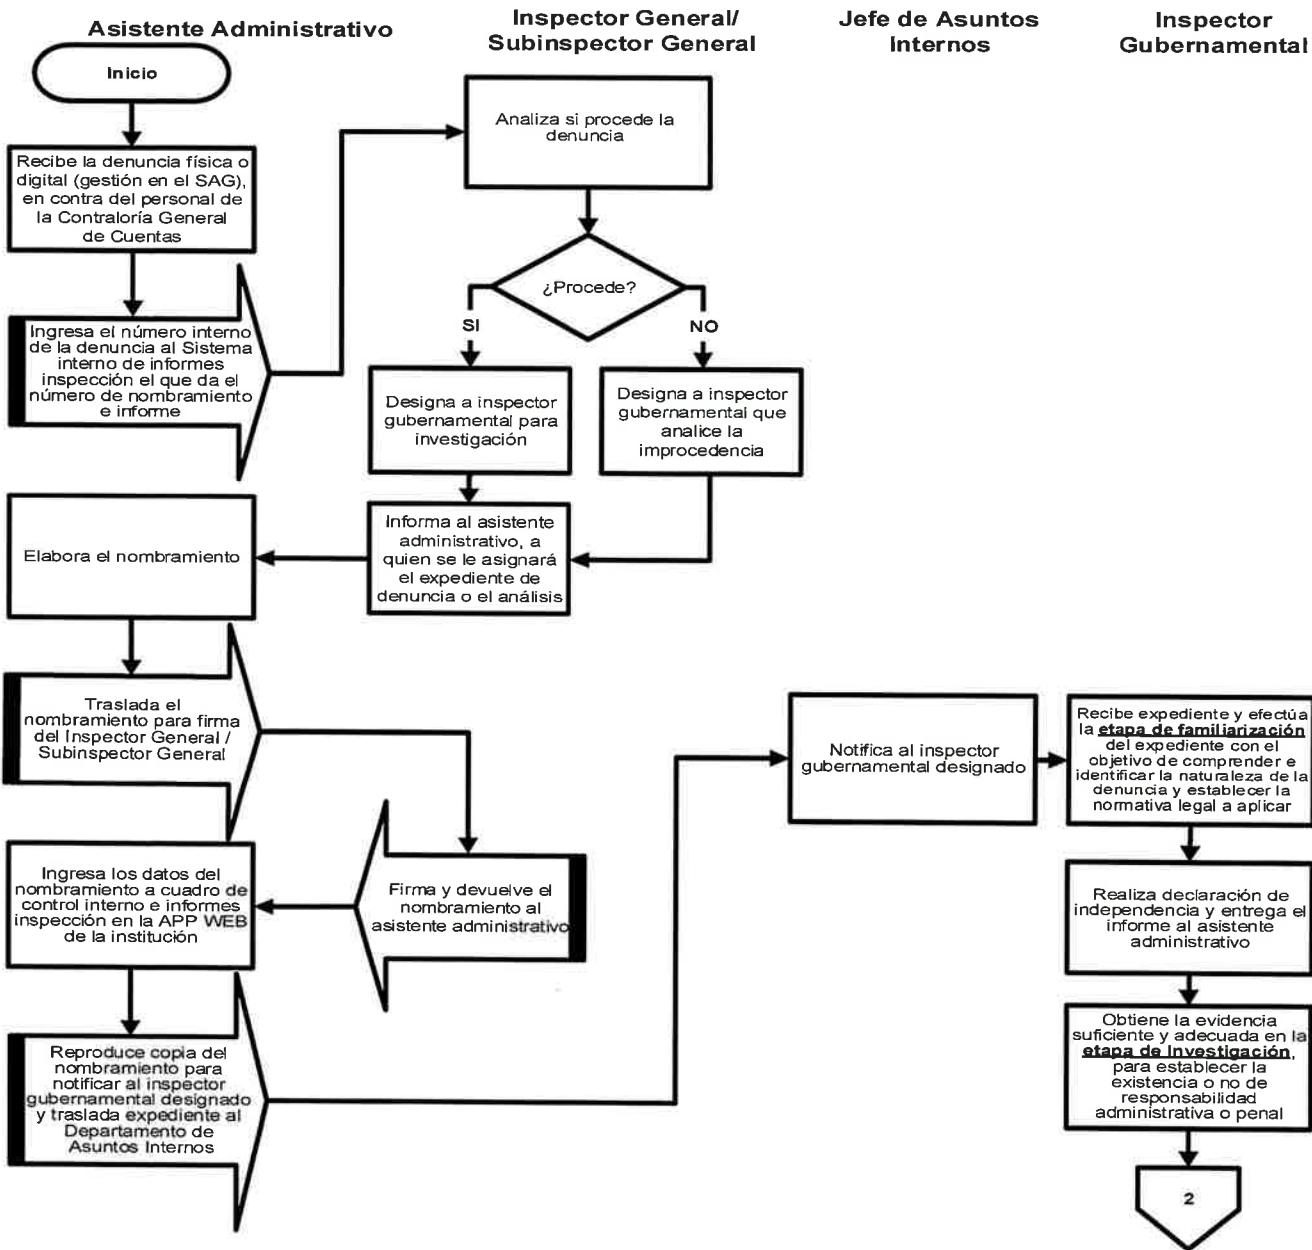 Asistente Administrativo
Inspector General/
Subinspector General
Jefe de Asuntos
Internos
Inspector
Gubernamental
Inicio
Recibe la denuncia física o
digital (gestión en el SAG),
en contra del personal de
la Contraloría General
de Cuentas
Ingresa el número interno
de la denuncia al Sistema
interno de informes
inspección el que da el
número de nombramiento
e informe
Analiza si procede la
denuncia
¿Procede?
SI
NO
Designa a inspector
gubernamental para
investigación
Designa a inspector
gubernamental que
analice la
improcedencia
Informa al asistente
administrativo, a
quien se le asignará
el expediente de
denuncia o el análisis
Elabora el nombramiento
Traslada el
nombramiento para firma
del Inspector General /
Subinspector General
Firma y devuelve el
nombramiento al
asistente administrativo
Ingresa los datos del
nombramiento a cuadro de
control interno e informes
inspección en la APP WEB
de la institución
Reproduce copia del
nombramiento para
notificar al inspector
gubernamental designado
y traslada expediente al
Departamento de
Asuntos Internos
Notifica al inspector
gubernamental designado
Recibe expediente y efectúa
la etapa de familiarización
del expediente con el
objetivo de comprender e
identificar la naturaleza de la
denuncia y establecer la
normativa legal a aplicar
Realiza declaración de
independencia y entrega el
informe al asistente
administrativo
Obtiene la evidencia
suficiente y adecuada en la
etapa de Investigación,
para establecer la
existencia o no de
responsabilidad
administrativa o penal
2